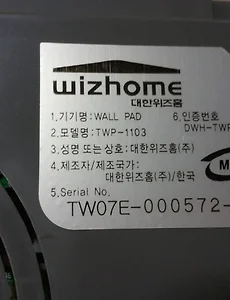 wizhome
대한위즈홈
1.기기명:WALL PAD 6.인증번호
2.모델명:TWP-1103 DWH-TWP
3.성명 또는 상호: 대한위즈홈(주)
4.제조자/제조국가:
대한위즈홈(주)/한국
5.Serial No.
TW07E-000572-
M